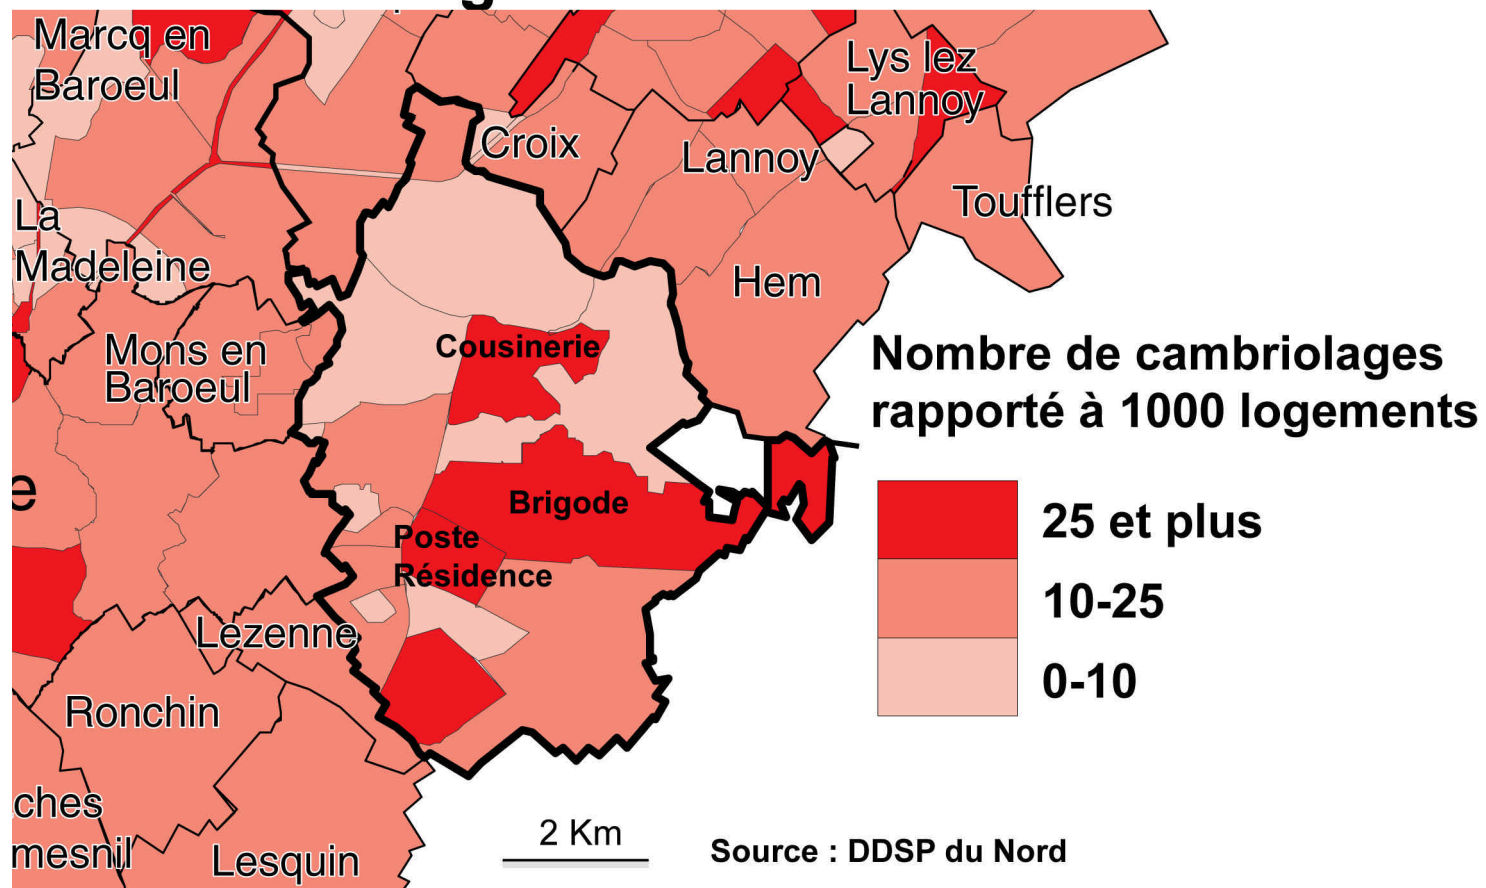 Marcq en
Baroeul
Croix
Lys lez
Lannoy
Lannoy
Toufflers
La
Madeleine
Hem
Mons en
Baroeul
Cousinerie
Nombre de cambriolages
rapporté à 1000 logements
e
Brigode
Poste
Résidence
25 et plus
10-25
0-10
Lezenne
Ronchin
ches
mesnil
Lesquin
2 Km
Source : DDSP du Nord